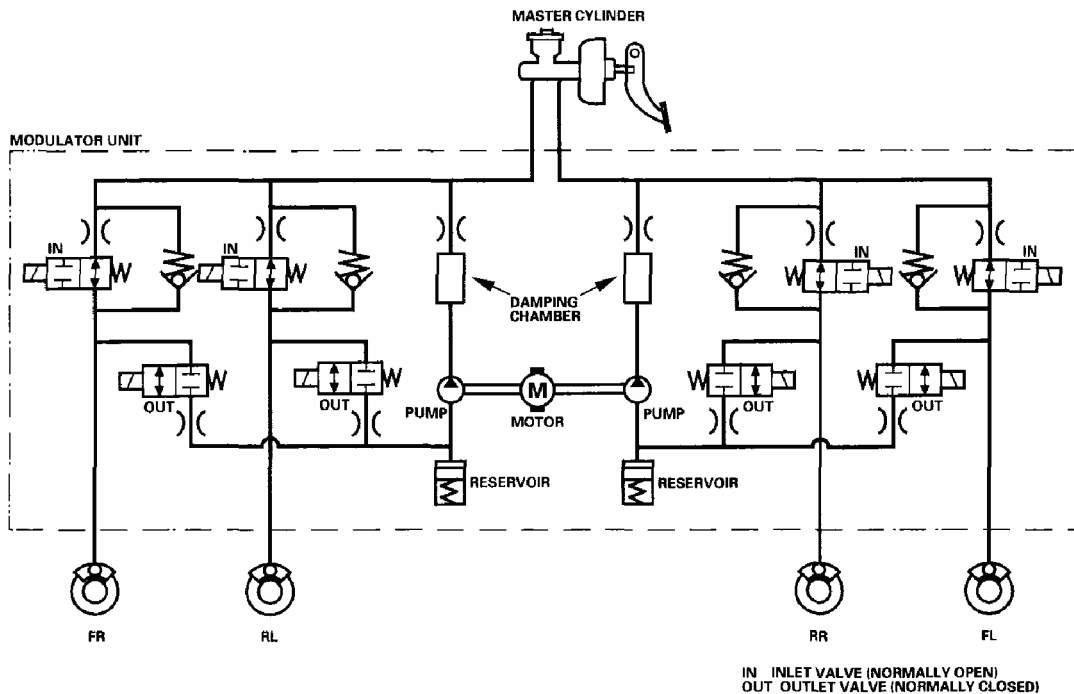 MASTER CYLINDER
MODULATOR UNIT
IN
IN
IN
IN
DAMPING
CHAMBER
OUT
OUT
PUMP
M
MOTOR
PUMP
OUT
OUT
RESERVOIR
RESERVOIR
FR
RL
RR
FL
IN INLET VALVE (NORMALLY OPEN)
OUT OUTLET VALVE (NORMALLY CLOSED)